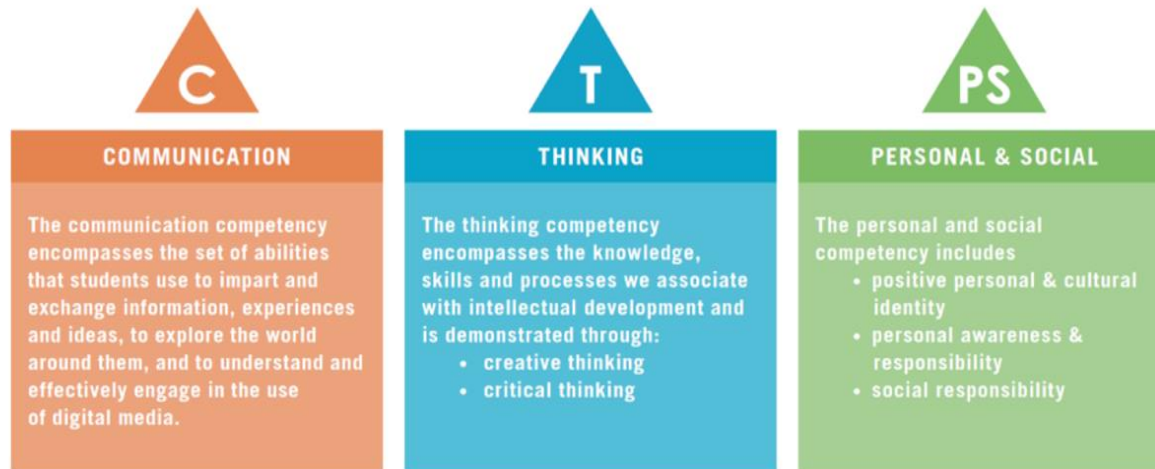 C
COMMUNICATION
The communication competency
encompasses the set of abilities
that students use to impart and
exchange information, experiences
and ideas, to explore the world
around them, and to understand and
effectively engage in the use
of digital media.
T
THINKING
The thinking competency
encompasses the knowledge,
skills and processes we associate
with intellectual development and
is demonstrated through:
• creative thinking
• critical thinking
PS
PERSONAL & SOCIAL
The personal and social
competency includes
• positive personal & cultural
identity
• personal awareness &
responsibility
• social responsibility